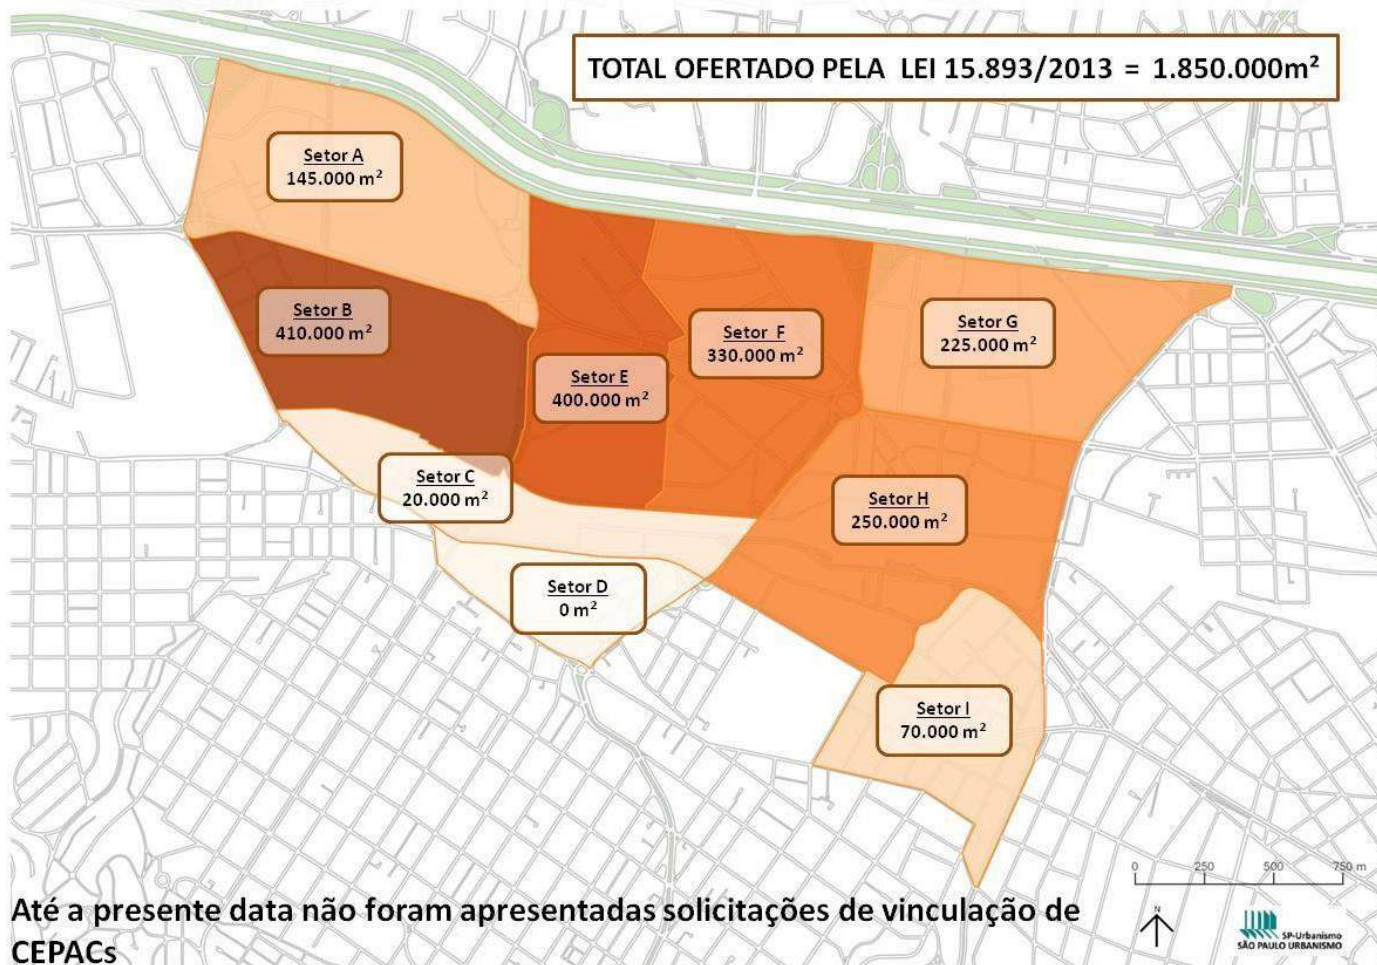 TOTAL OFERTADO PELA LEI 15.893/2013 = 1.850.000m²
Setor A
145.000 m²
Setor B
410.000 m²
Setor E
400.000 m²
Setor F
330.000 m²
Setor G
225.000 m²
Setor C
20.000 m²
Setor H
250.000 m²
Setor D
0 m²
Setor I
70.000 m²
0 250 500 750 m
Até a presente data não foram apresentadas solicitações de vinculação de
CEPACs
N
SP-Urbanismo
SÃO PAULO URBANISMO